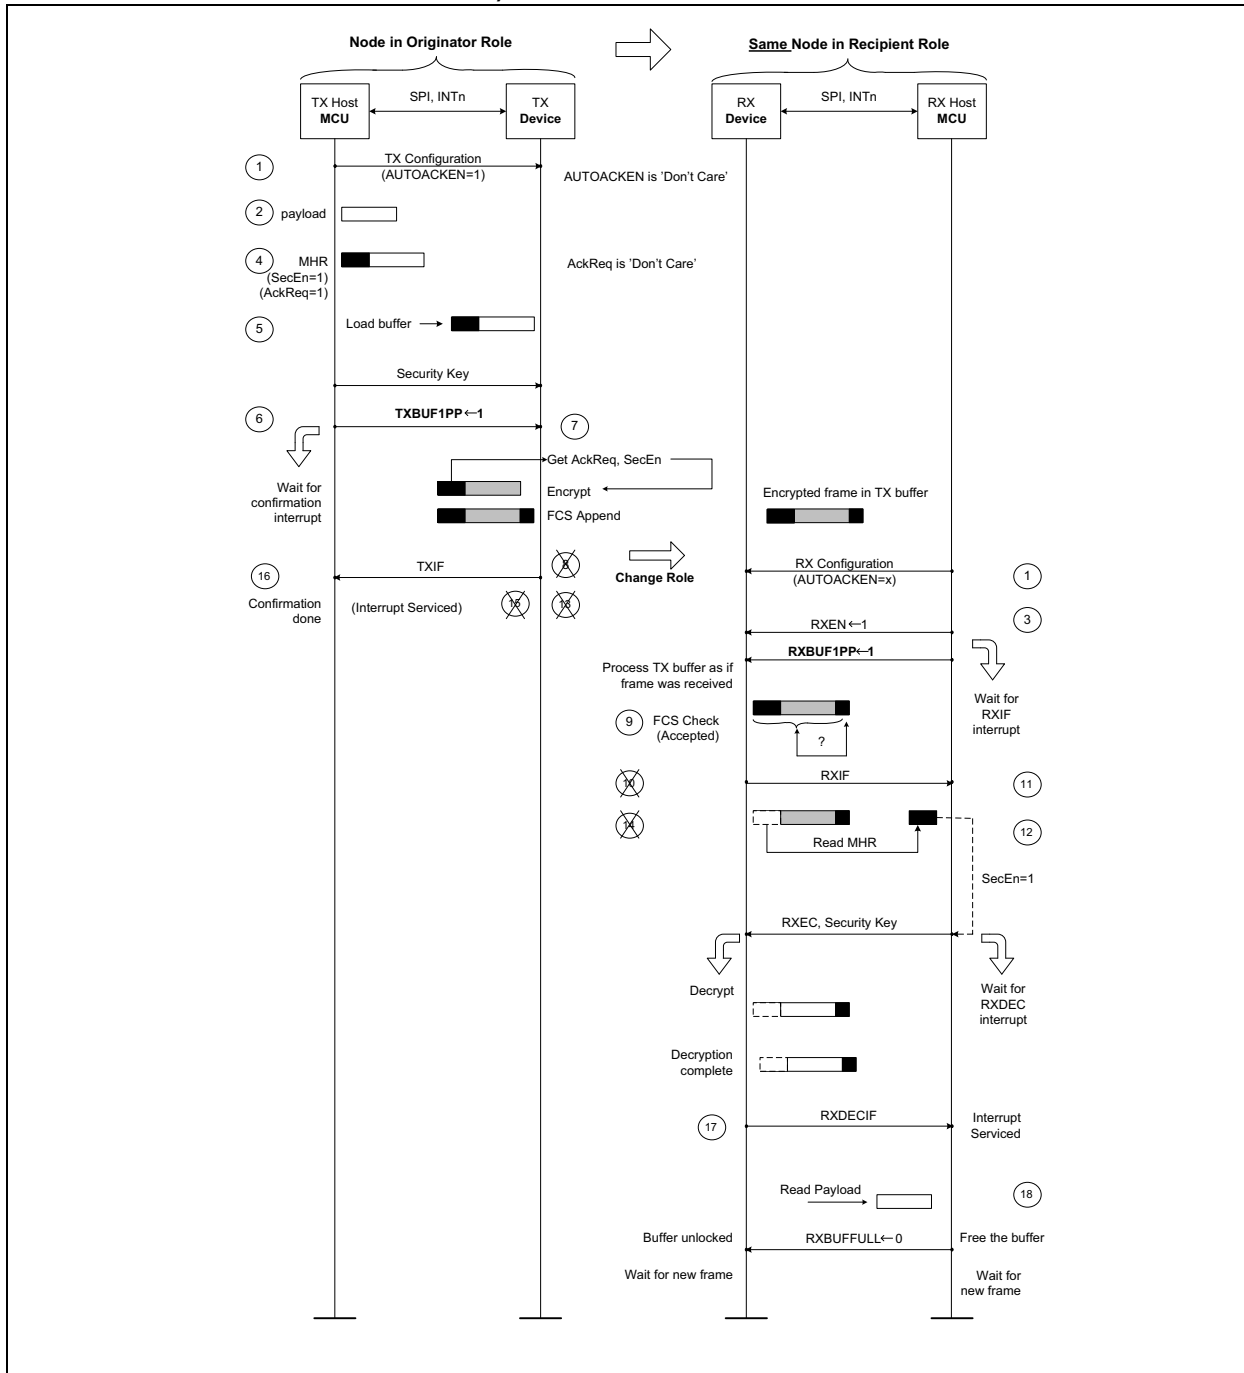 Node in Originator Role
Same Node in Recipient Role
TX Host
MCU
SPI, INTn
TX
Device
RX
Device
SPI, INTn
RX Host
MCU
1
TX Configuration
(AUTOACKEN=1)
AUTOACKEN is 'Don't Care'
2
payload
4
MHR
(SecEn=1)
(AckReq=1)
AckReq is 'Don't Care'
5
Load buffer
Security Key
6
TXBUF1PP←1
7
Get AckReq, SecEn
Wait for
confirmation
interrupt
Encrypt
FCS Append
Encrypted frame in TX buffer
16
TXIF
8
Change Role
RX Configuration
(AUTOACKEN=x)
1
Confirmation
done
(Interrupt Serviced)
15
13
RXEN←1
3
RXBUF1PP←1
Process TX buffer as if
frame was received
Wait for
RXIF
interrupt
9
FCS Check
(Accepted)
?
10
RXIF
11
14
Read MHR
12
SecEn=1
RXEC, Security Key
Decrypt
Wait for
RXDEC
interrupt
Decryption
complete
17
RXDECIF
Interrupt
Serviced
Read Payload
18
Buffer unlocked
RXBUFFULL←0
Free the buffer
Wait for new frame
Wait for
new frame